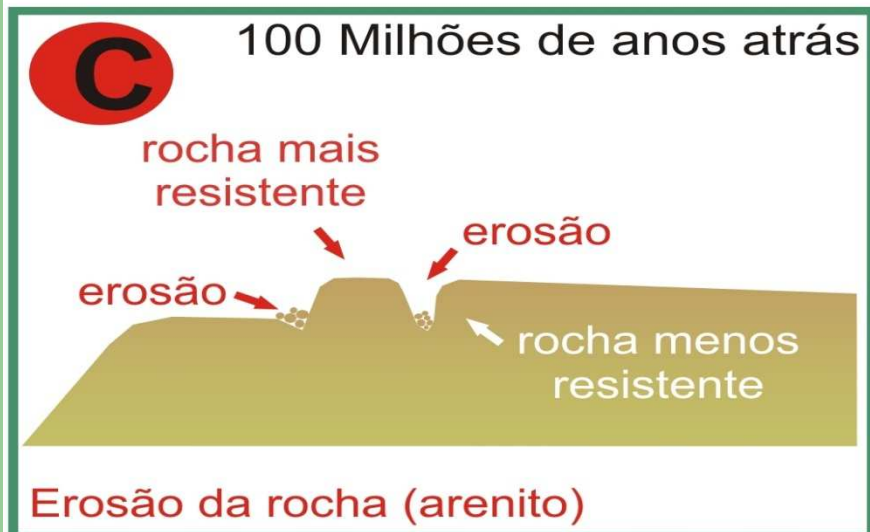 C
100 Milhões de anos atrás
rocha mais
resistente
erosão
erosão
rocha menos
resistente
Erosão da rocha (arenito)